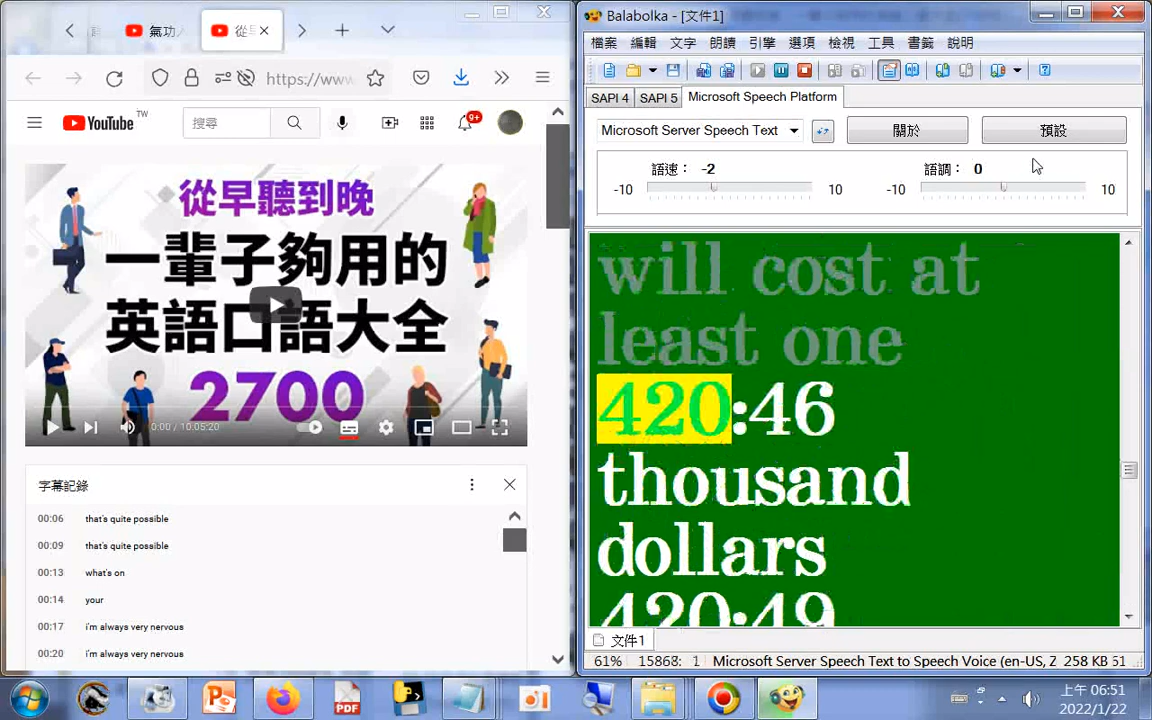 氣功
從
https://www
YouTube TW
搜尋
9+
從早聽到晚
一輩子夠用的
英語口語大全
2700
0:00 / 10:05:20
字幕記錄
00:06 that's quite possible
00:09 that's quite possible
00:13 what's on
00:14 your
00:17 i'm always very nervous
00:20 i'm always very nervous
Balabolka - [文件1]
檔案 編輯 文字 朗讀 引擎 選項 檢視 工具 書籤 說明
SAPI 4 SAPI 5 Microsoft Speech Platform
Microsoft Server Speech Text
關於
預設
語速： -2
-10 10
語調： 0
-10 10
will cost at
least one
420:46
thousand
dollars
420:49
文件1
61% 15868: 1 Microsoft Server Speech Text to Speech Voice (en-US, Z 258 KB 51
PDF
上午 06:51
2022/1/22